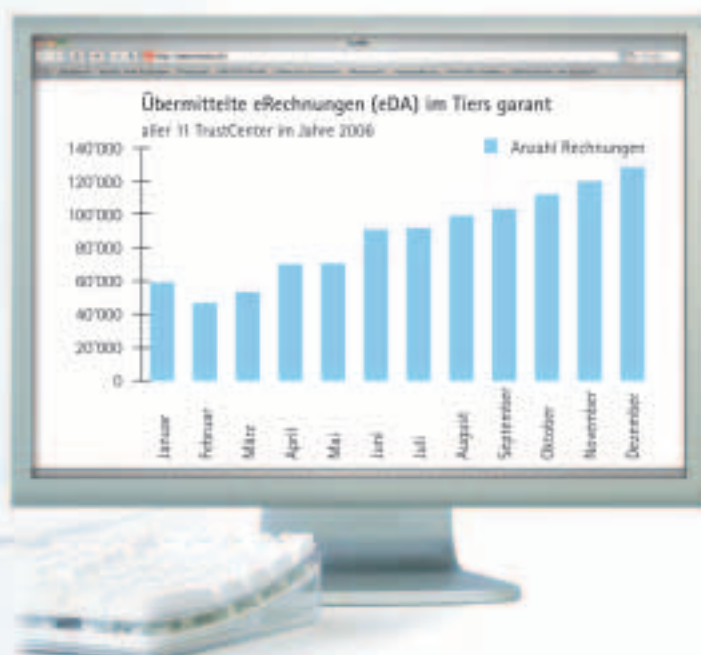 Übermittelte eRechnungen (eDA) im Tiers garant
aller 11 TrustCenter im Jahre 2006
Anzahl Rechnungen
140'000
120'000
100'000
80'000
60'000
40'000
20'000
0
Januar
Februar
März
April
Mai
Juni
Juli
August
September
Oktober
November
Dezember